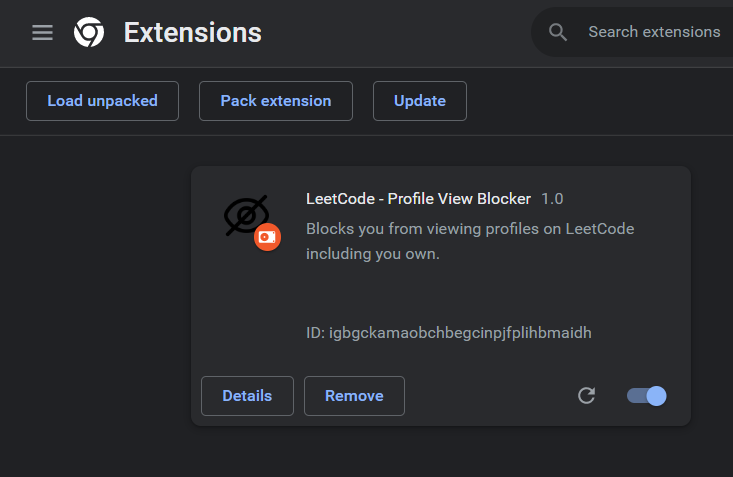 Extensions
Search extensions
Load unpacked
Pack extension
Update
LeetCode - Profile View Blocker 1.0
Blocks you from viewing profiles on LeetCode
including you own.
ID: igbgckamaobchbegcinpjfplihbmaidh
Details
Remove